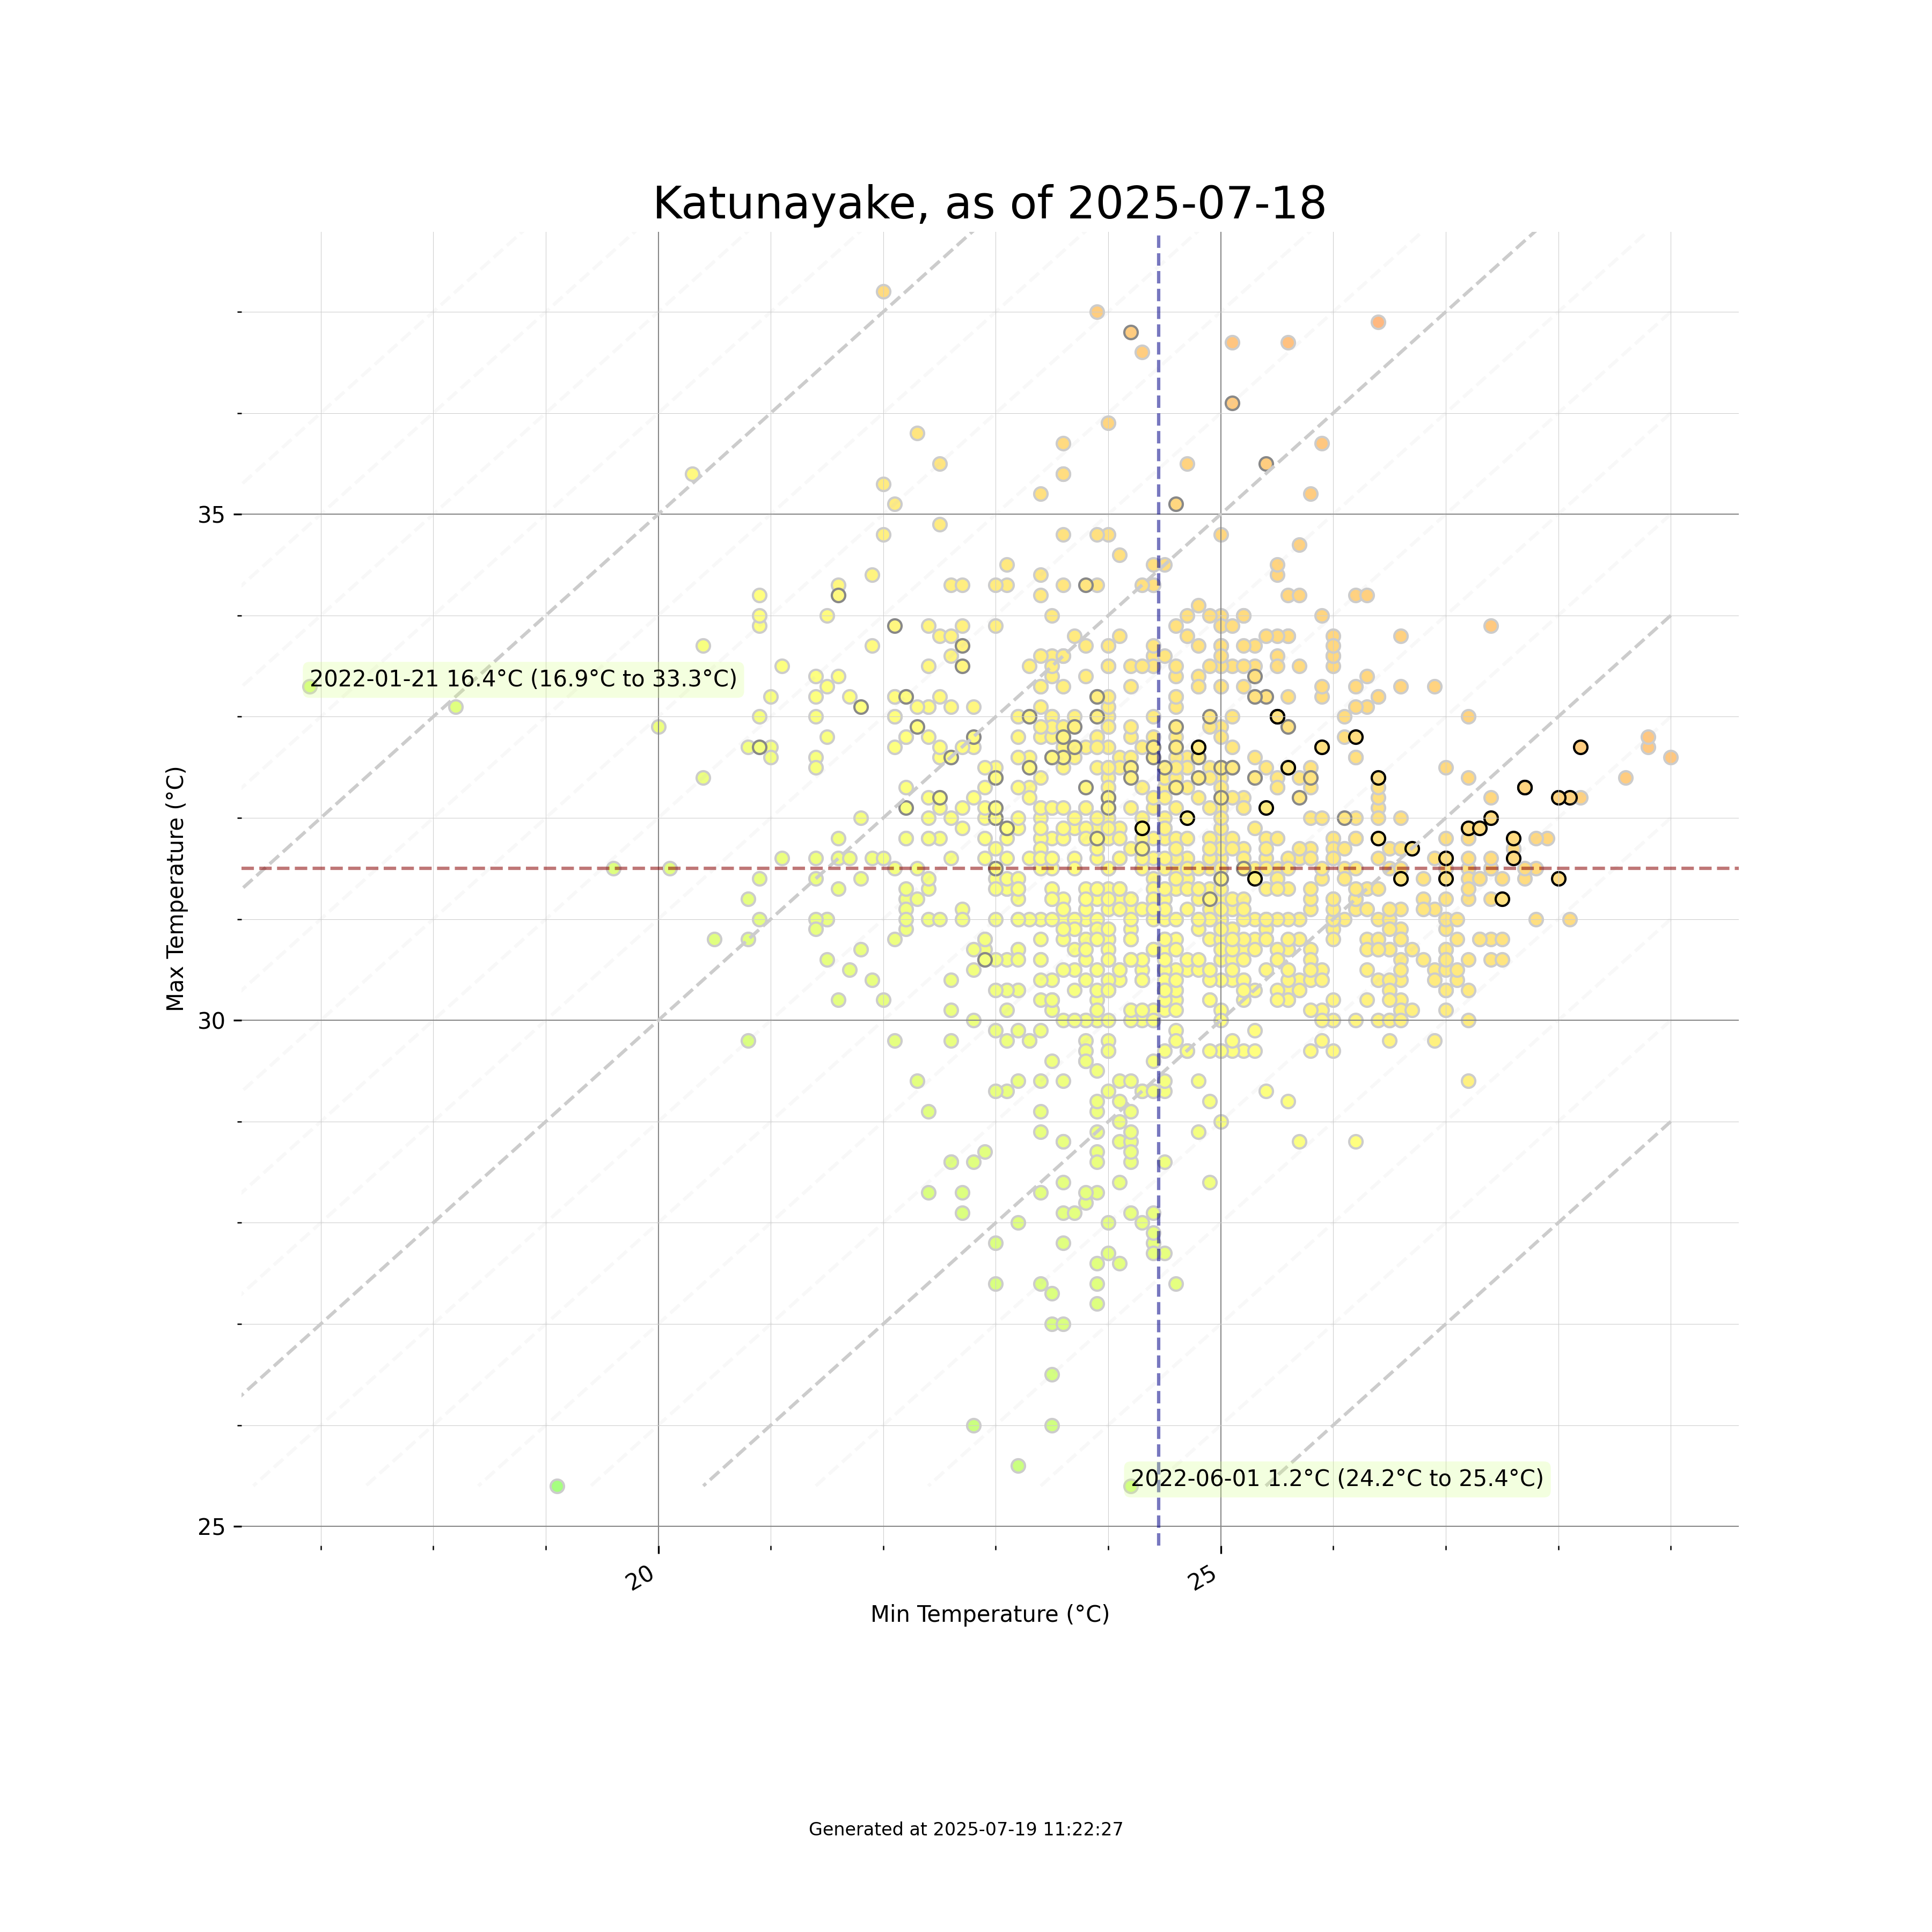 Katunayake, as of 2025-07-18
Max Temperature (°C)
35
30
25
2022-01-21 16.4°C (16.9°C to 33.3°C)
2022-06-01 1.2°C (24.2°C to 25.4°C)
20
25
Min Temperature (°C)
Generated at 2025-07-19 11:22:27